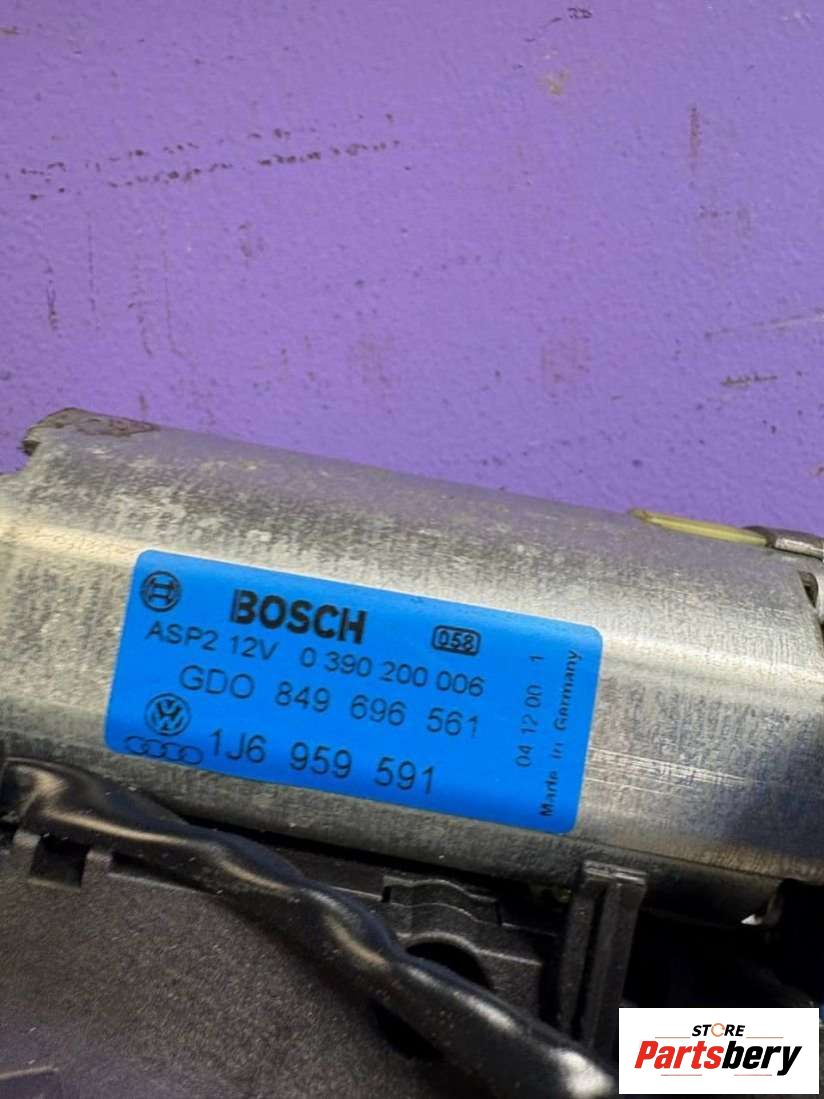 BOSCH 058
ASP2 12V 0 390 200 006
GDO 849 696 561
1J6 959 591
04 12 00 1
Made in Germany
STORE
Partsbery